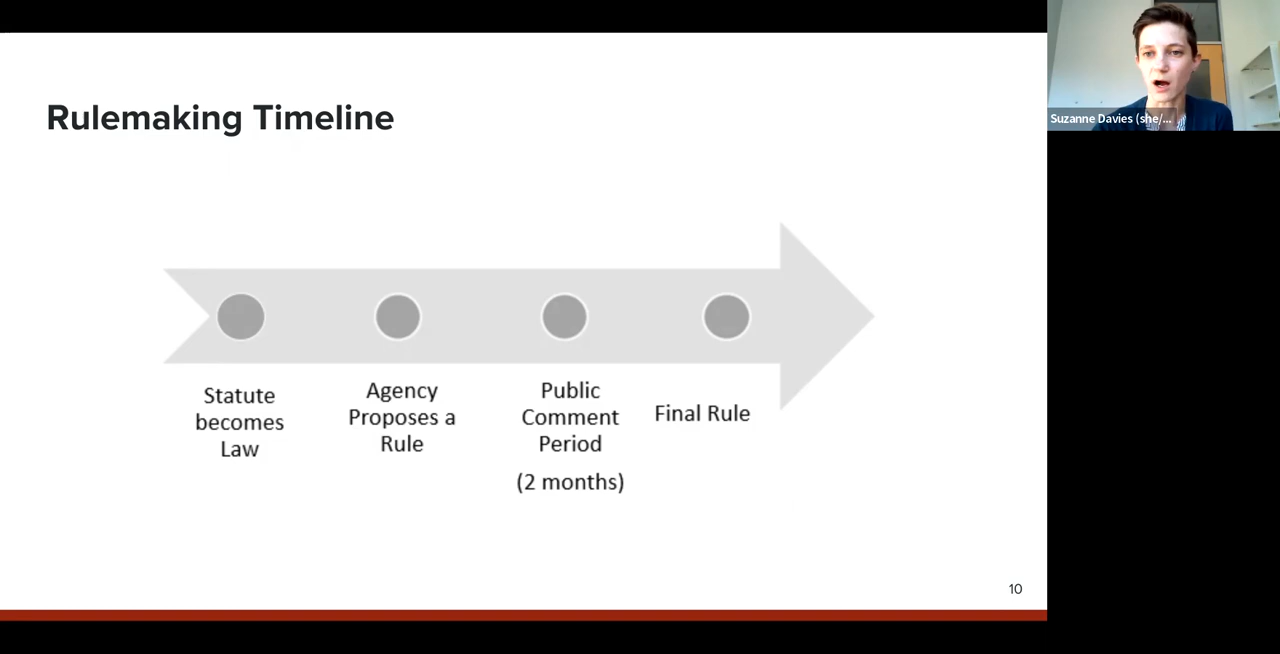 Rulemaking Timeline
Statute
becomes
Law
Agency
Proposes a
Rule
Public
Comment
Period
(2 months)
Final Rule
10
Suzanne Davies (she/...